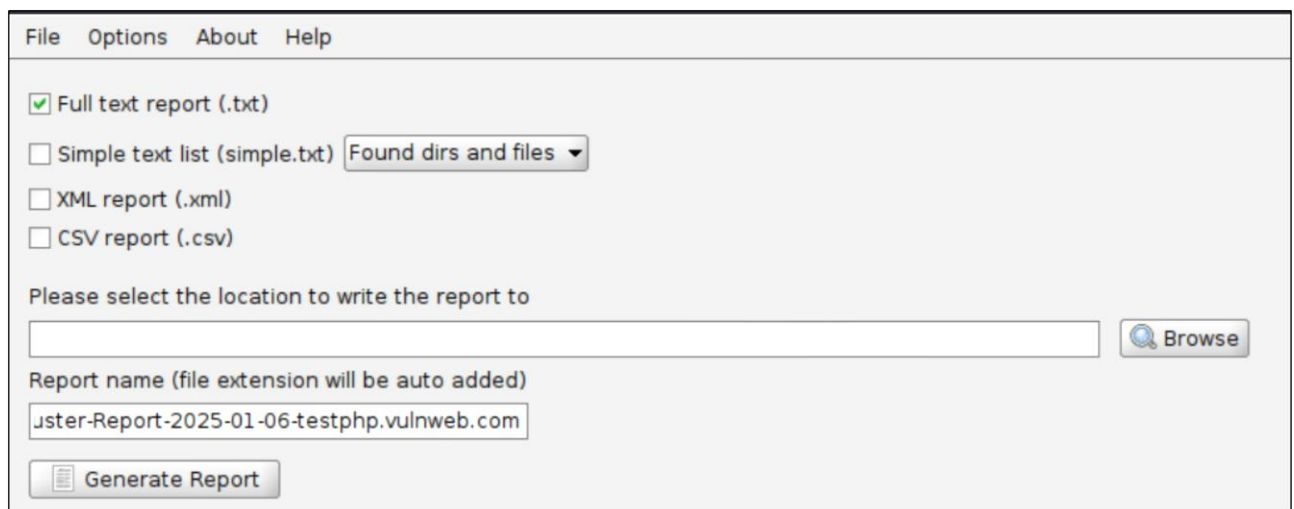 File Options About Help
Full text report (.txt)
Simple text list (simple.txt) Found dirs and files
XML report (.xml)
CSV report (.csv)
Please select the location to write the report to
Browse
Report name (file extension will be auto added)
uster-Report-2025-01-06-testphp.vulnweb.com
Generate Report